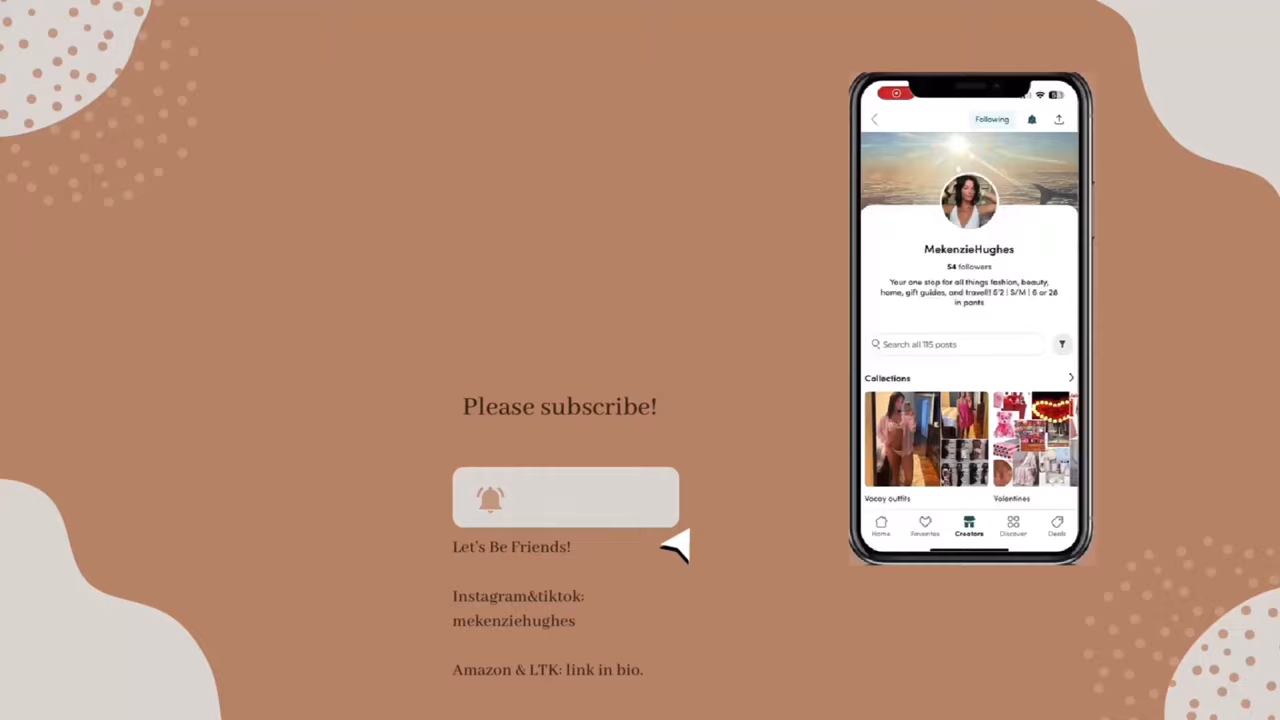 Please subscribe!
Let's Be Friends!
Instagram&tiktok:
mekenziehughes
Amazon & LTK: link in bio.
Following
MekenzieHughes
54 followers
Your one stop for all things fashion, beauty,
home, gift guides, and travel!! 5'2 | S/M | 6 or 28
in pants
Search all 115 posts
Collections
Vacay outfits
Valentines
Home
Favorites
Creators
Discover
Deals